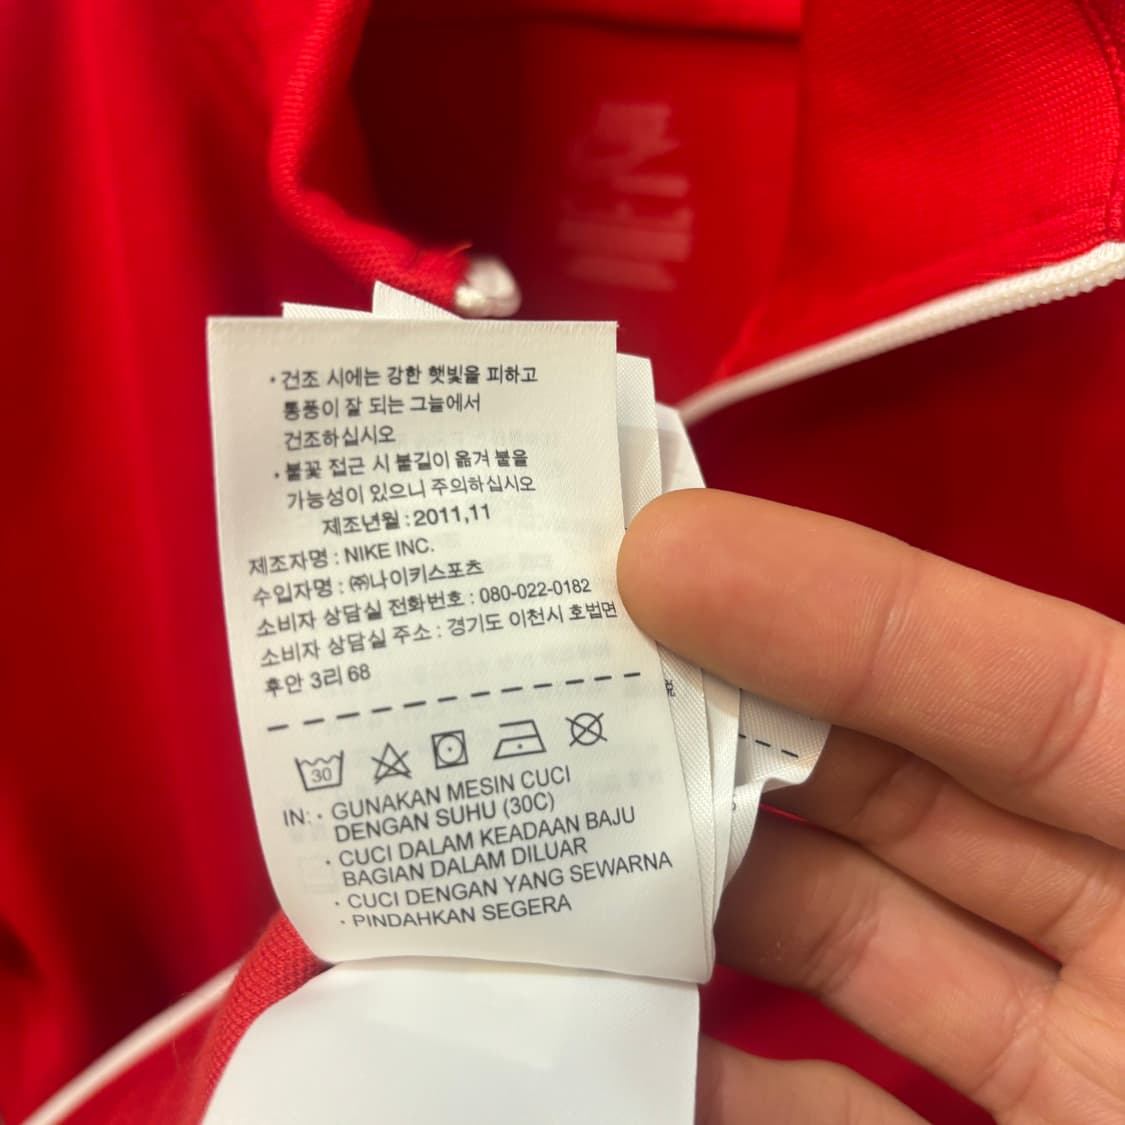 · 건조 시에는 강한 햇빛을 피하고
통풍이 잘 되는 그늘에서
건조하십시오
· 불꽃 접근 시 불길이 옮겨 붙을
가능성이 있으니 주의하십시오
제조년월 : 2011,11
제조자명 : NIKE INC.
수입자명 : ㈜나이키스포츠
소비자 상담실 전화번호 : 080-022-0182
소비자 상담실 주소 : 경기도 이천시 호법면
후안 3리 68
30
IN: · GUNAKAN MESIN CUCI
DENGAN SUHU (30C)
· CUCI DALAM KEADAAN BAJU
BAGIAN DALAM DILUAR
· CUCI DENGAN YANG SEWARNA
· PINDAHKAN SEGERA